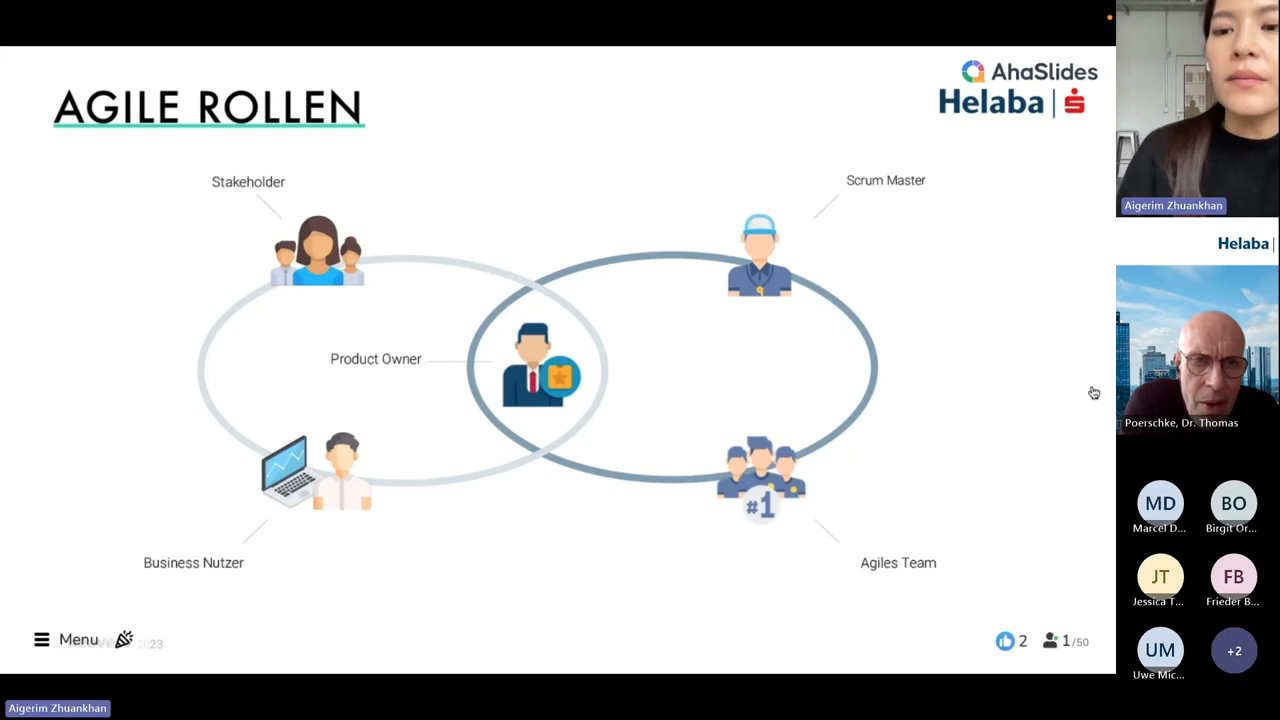 AGILE ROLLEN
AhaSlides
Helaba
Stakeholder
Scrum Master
Product Owner
Business Nutzer
Agiles Team
#1
Menu
2023
2
1/50
Aigerim Zhuankhan
Aigerim Zhuankhan
Helaba
Poerschke, Dr. Thomas
MD
BO
Marcel D...
Birgit Or...
JT
FB
Jessica T...
Frieder B...
UM
+2
Uwe Mic...